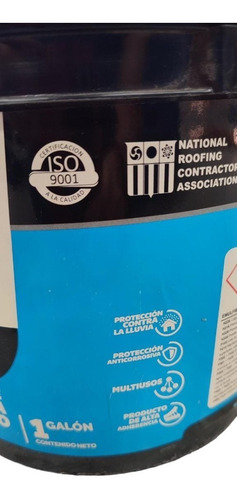 CERTIFICACIÓN
ISO
9001
A LA CALIDAD
NATIONAL
ROOFING
CONTRACTOR
ASSOCIATION
PROTECCIÓN
CONTRA
LA LLUVIA
PROTECCIÓN
ANTICORROSIVA
MULTIUSOS
PRODUCTO
DE ALTA
ADHERENCIA
1 GALÓN
CONTENIDO NETO